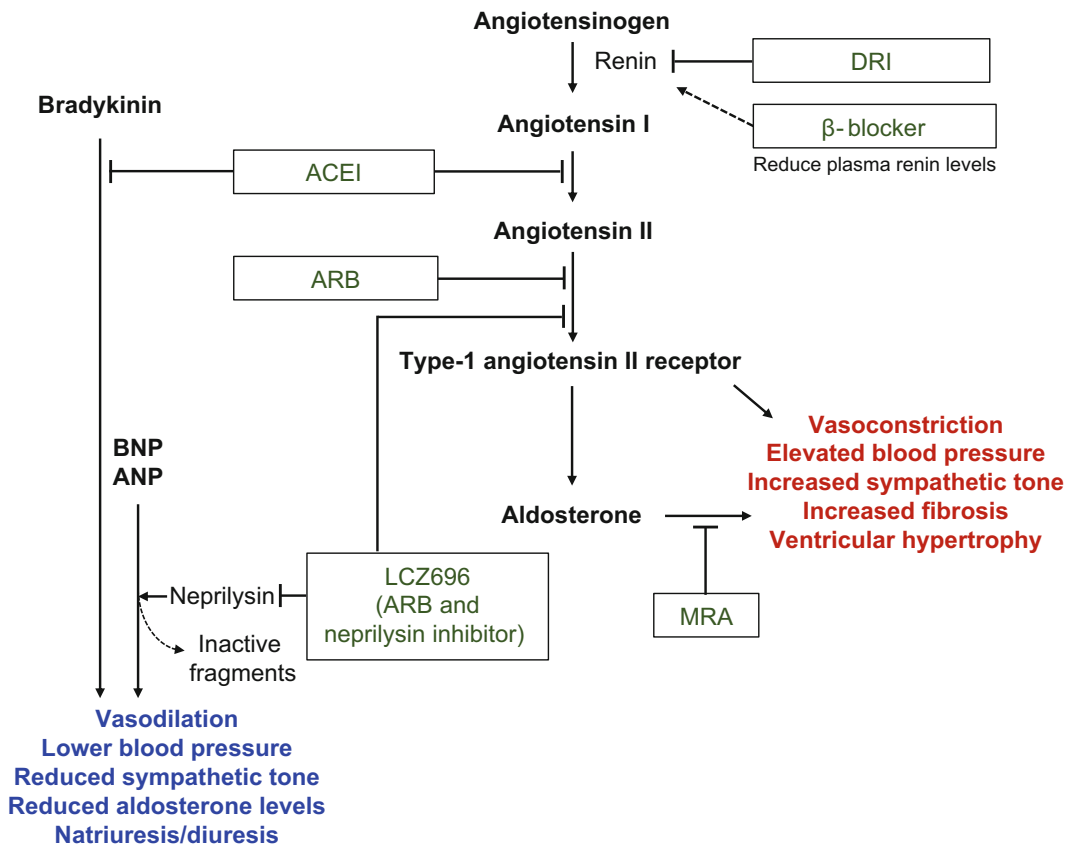 Angiotensinogen
Renin
DRI
Bradykinin
Angiotensin I
β-blocker
Reduce plasma renin levels
ACEI
Angiotensin II
ARB
Type-1 angiotensin II receptor
Vasoconstriction
Elevated blood pressure
Increased sympathetic tone
Increased fibrosis
Ventricular hypertrophy
BNP
ANP
Aldosterone
LCZ696
(ARB and
neprilysin inhibitor)
Neprilysin
MRA
Inactive
fragments
Vasodilation
Lower blood pressure
Reduced sympathetic tone
Reduced aldosterone levels
Natriuresis/diuresis